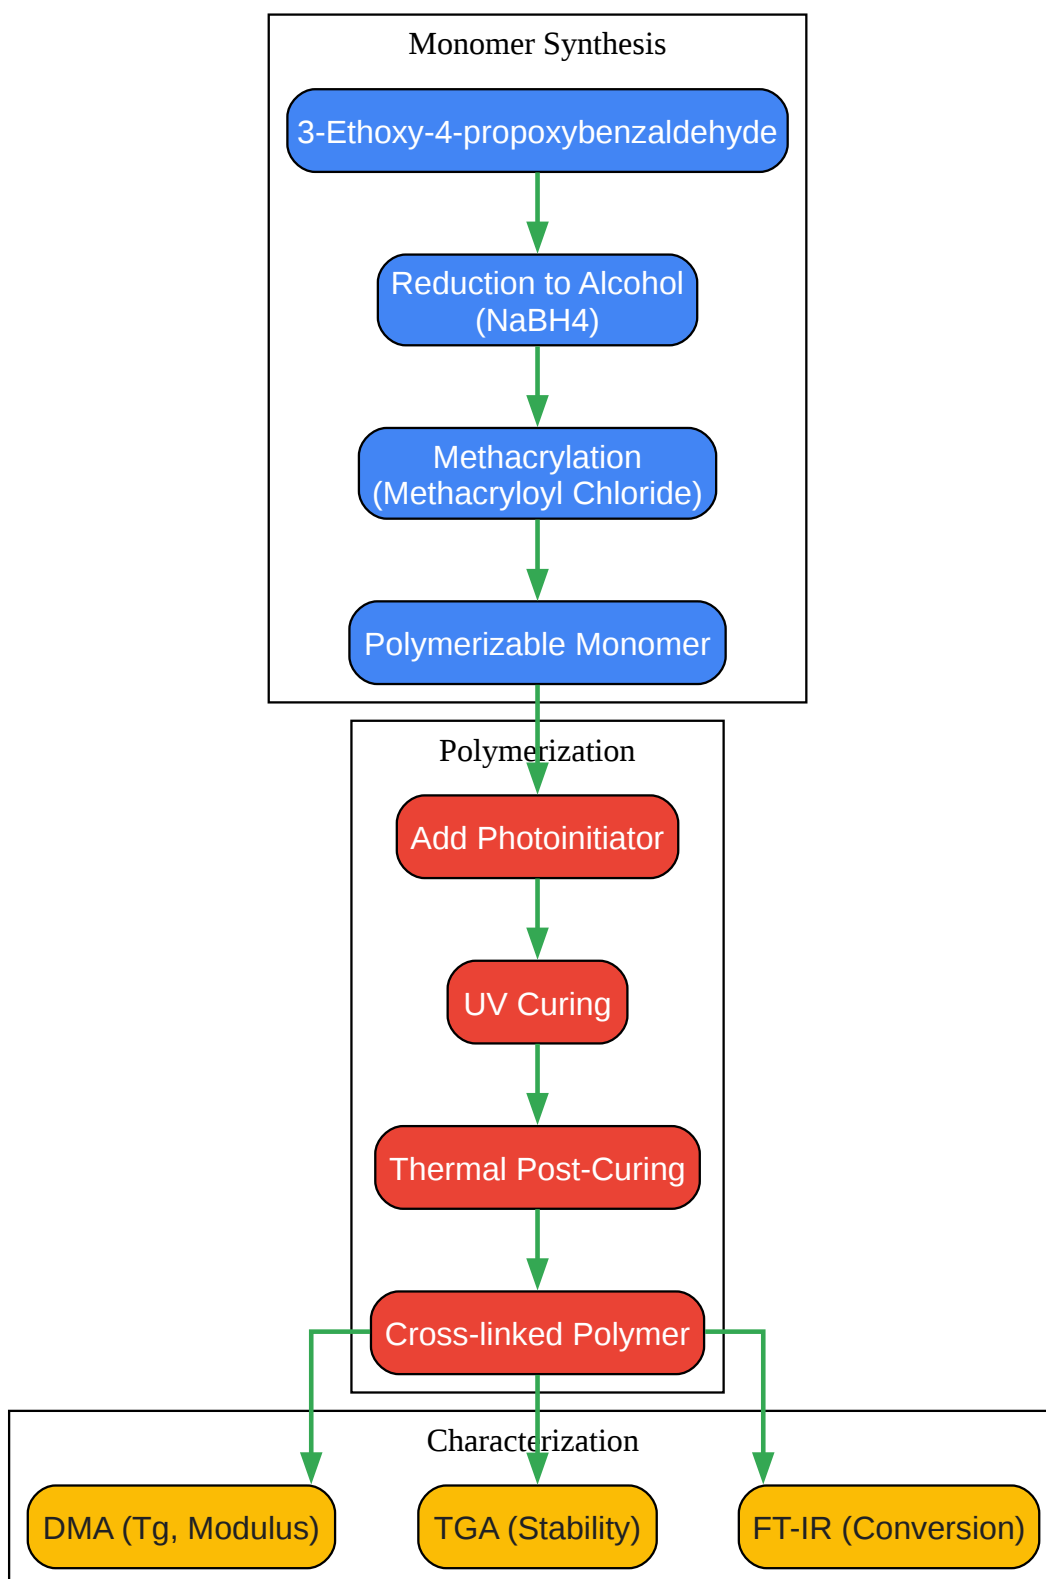 Monomer Synthesis
3-Ethoxy-4-propoxybenzaldehyde
Reduction to Alcohol
(NaBH4)
Methacrylation
(Methacryloyl Chloride)
Polymerizable Monomer
Polymerization
Add Photoinitiator
UV Curing
Thermal Post-Curing
Cross-linked Polymer
Characterization
DMA (Tg, Modulus)
TGA (Stability)
FT-IR (Conversion)